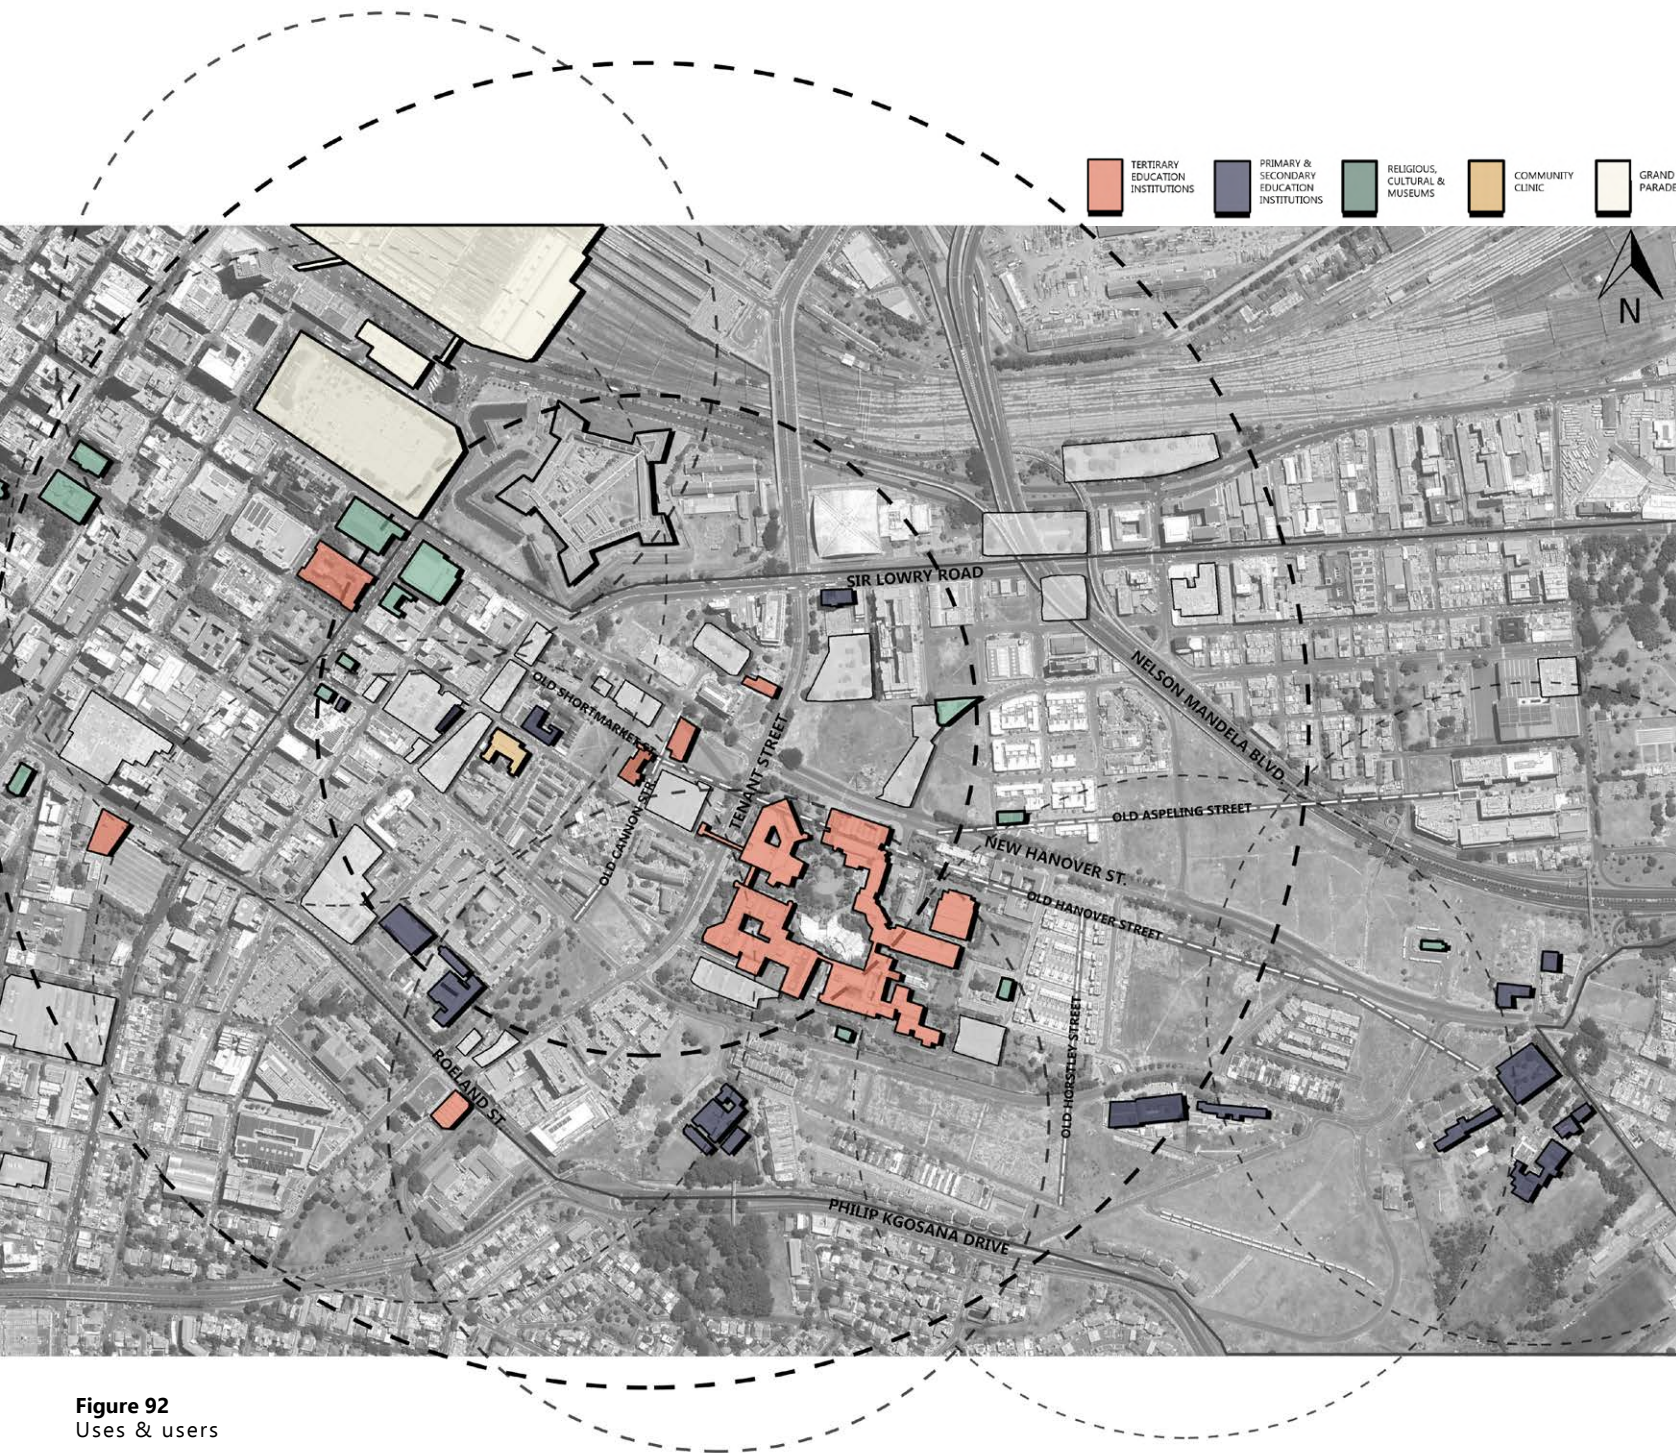 TERTIRARY
EDUCATION
INSTITUTIONS
PRIMARY &
SECONDARY
EDUCATION
INSTITUTIONS
RELIGIOUS,
CULTURAL &
MUSEUMS
COMMUNITY
CLINIC
GRAND
PARADE
N
SIR LOWRY ROAD
NELSON MANDELA BLVD.
OLD SHORTMARKET ST.
TENANT STREET
OLD CANNON STR.
OLD ASPELING STREET
NEW HANOVER ST.
OLD HANOVER STREET
OLD HORSTLEY STREET
ROELAND ST.
PHILIP KGOSANA DRIVE
Figure 92
Uses & users